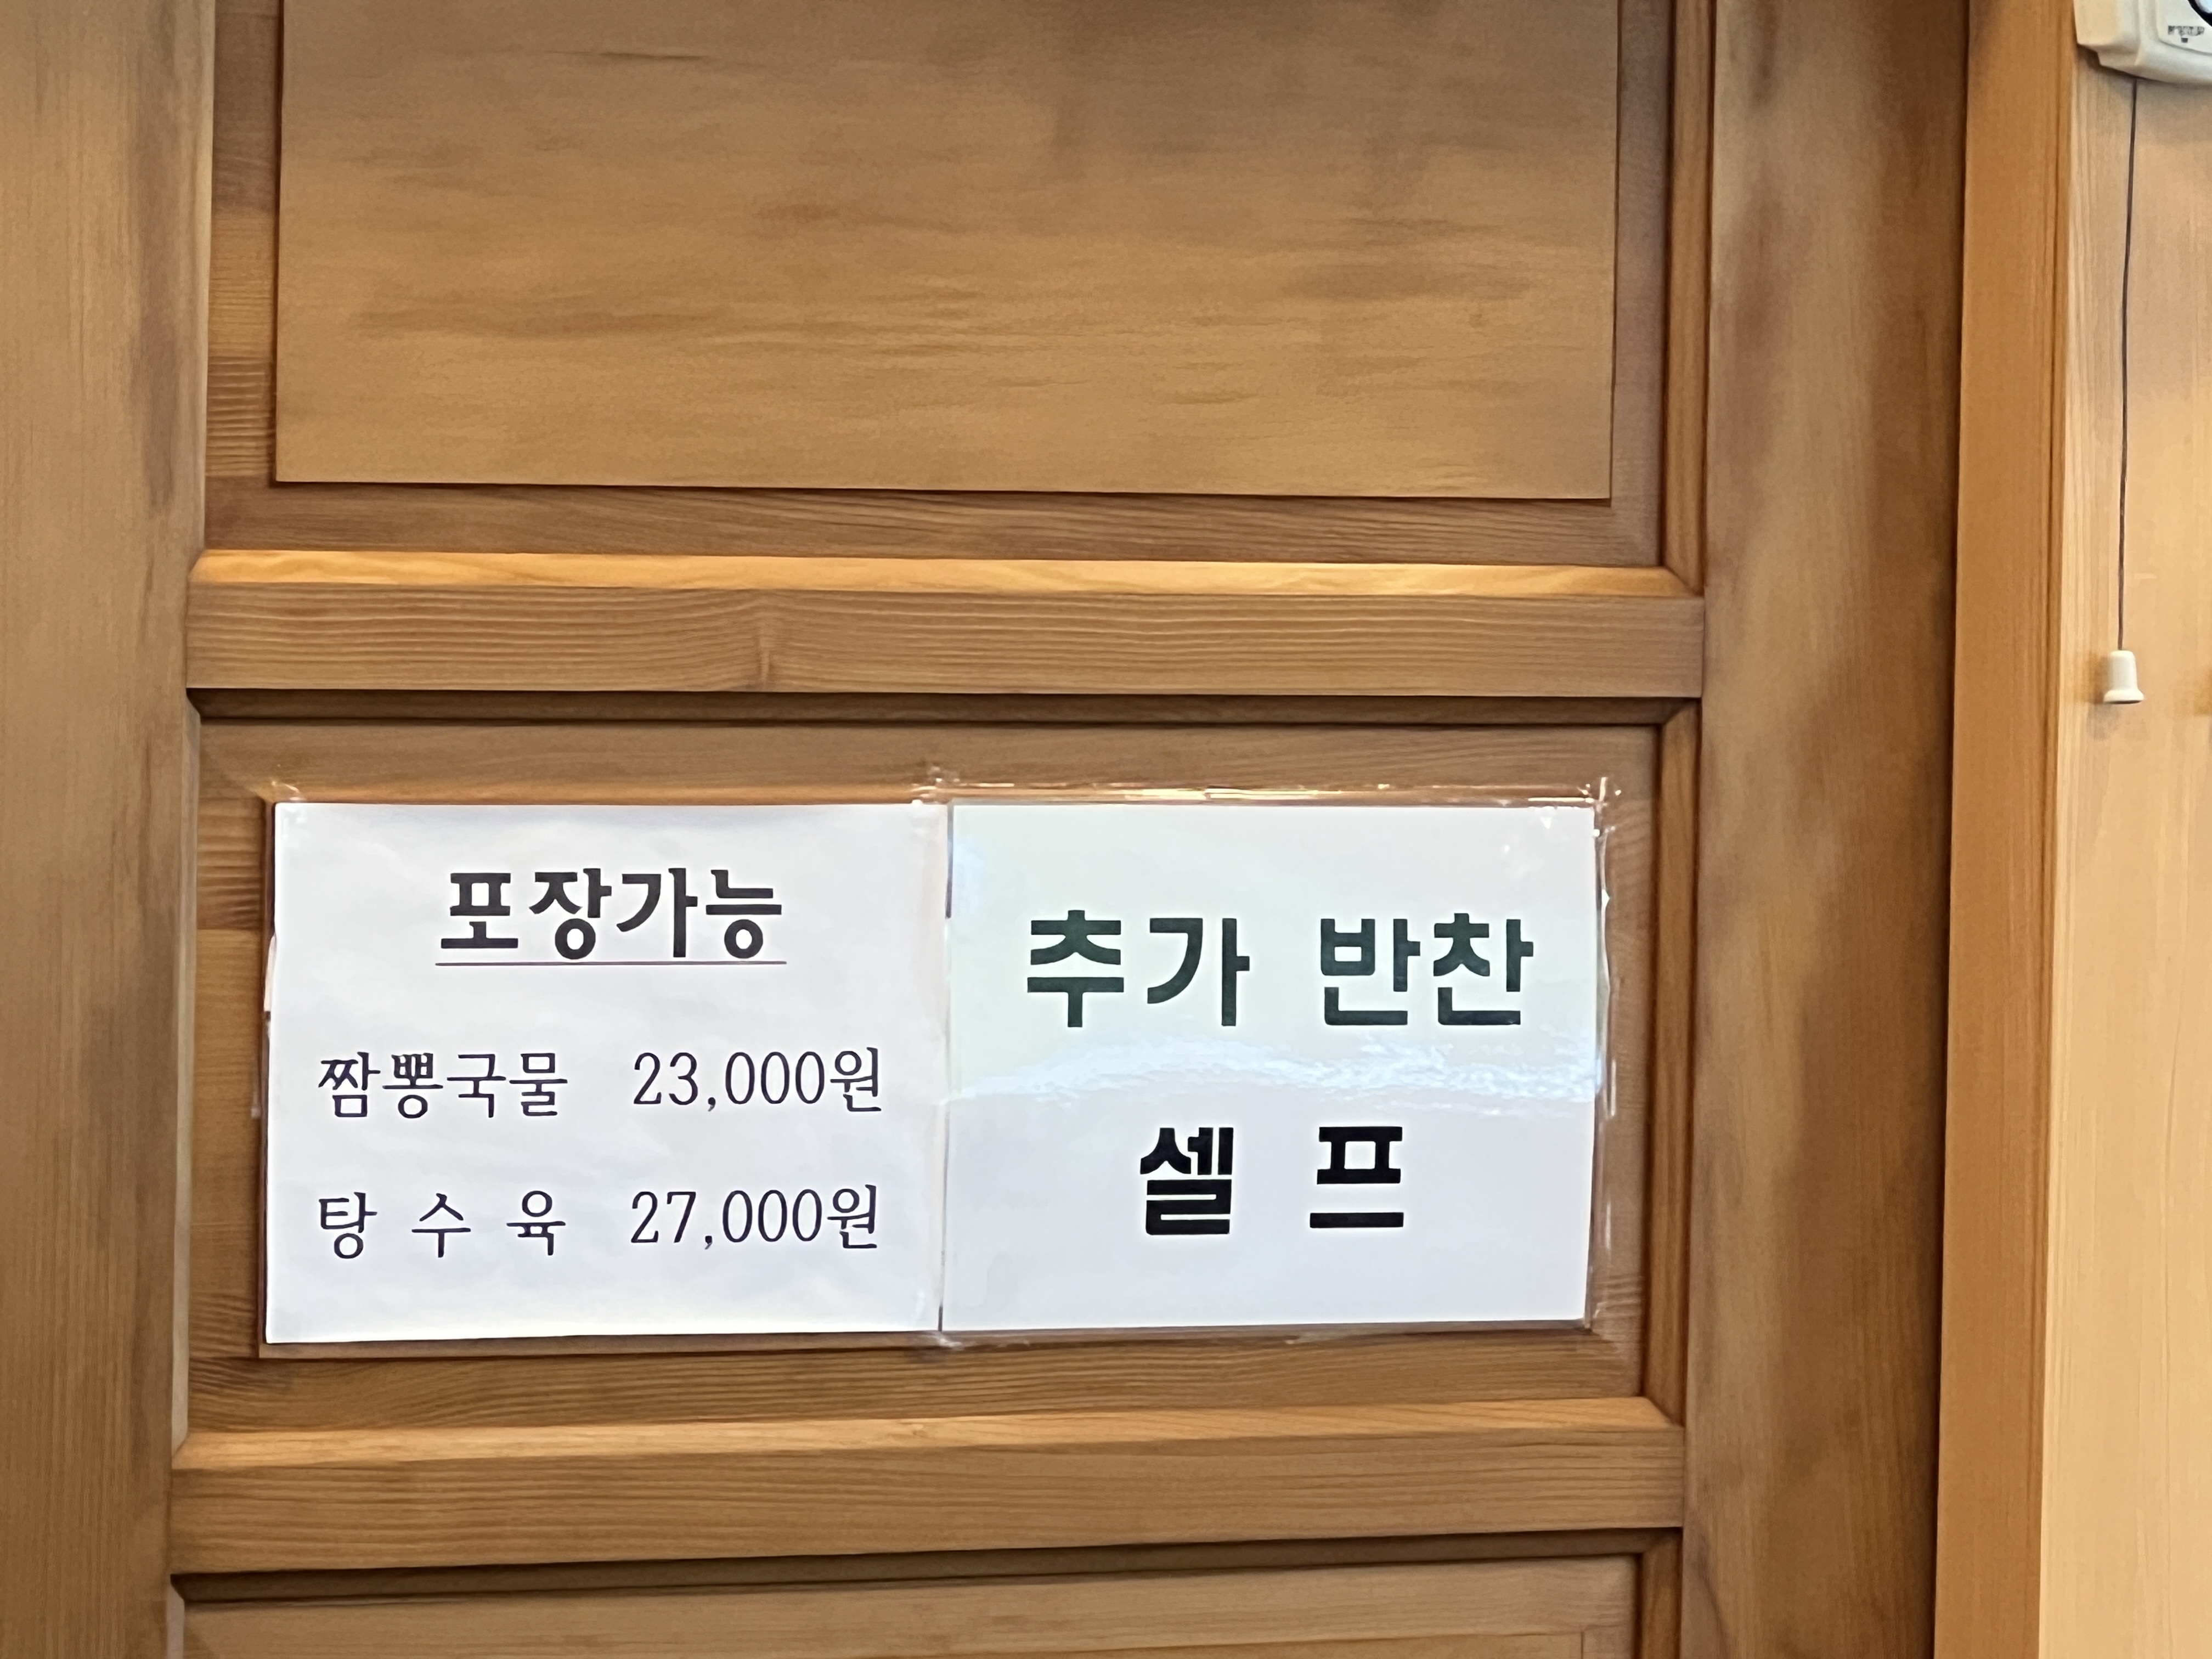 포장가능
짬뽕국물 23,000원
탕 수 육 27,000원
추가 반찬
셀 프